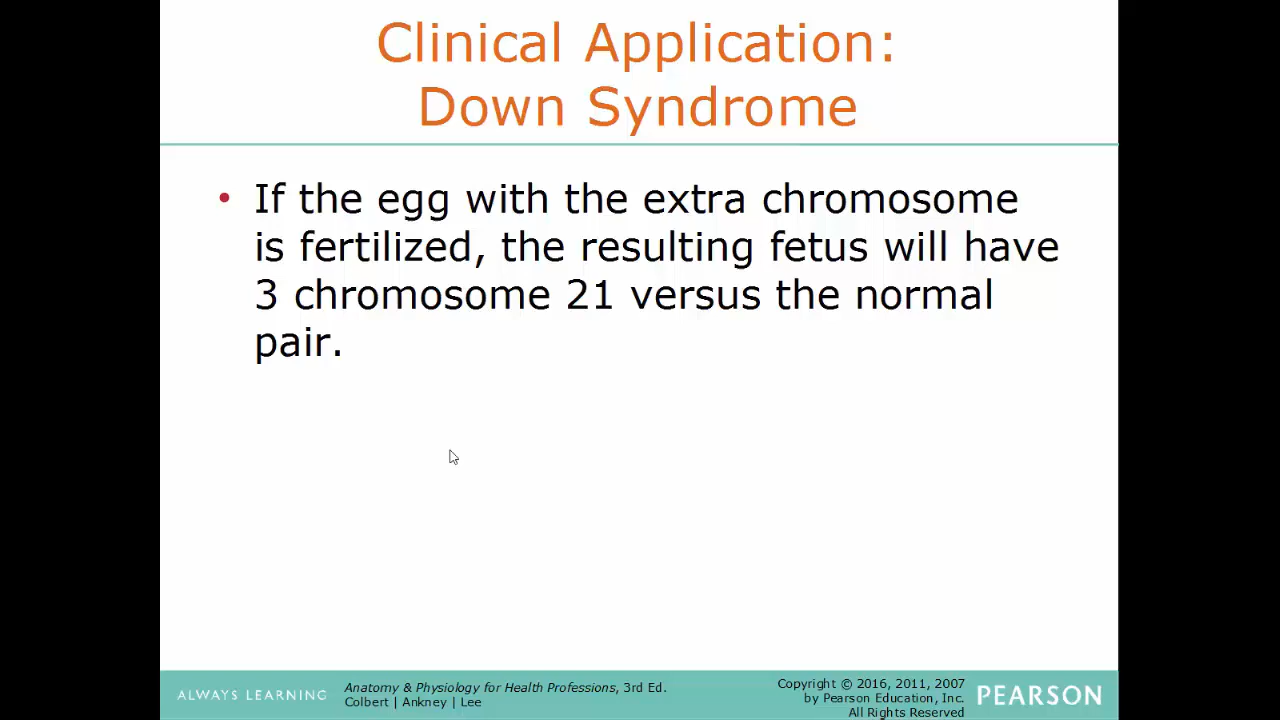 Clinical Application:
Down Syndrome
• If the egg with the extra chromosome
is fertilized, the resulting fetus will have
3 chromosome 21 versus the normal
pair.
ALWAYS LEARNING
Anatomy & Physiology for Health Professions, 3rd Ed.
Colbert | Ankney | Lee
Copyright © 2016, 2011, 2007
by Pearson Education, Inc.
All Rights Reserved
PEARSON